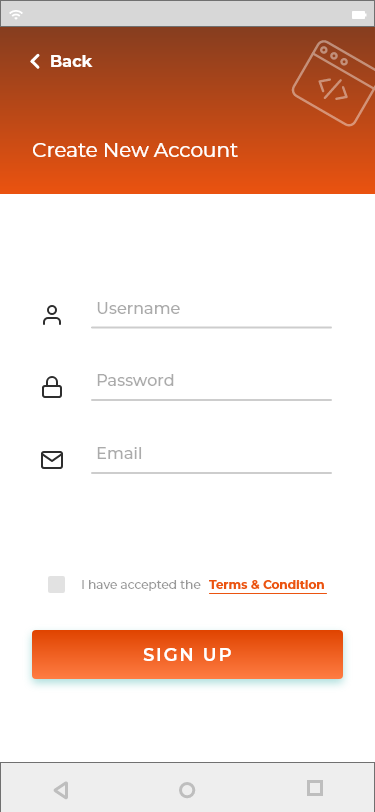 Back
</>
Create New Account
Username
Password
Email
I have accepted the Terms & Condition
SIGN UP